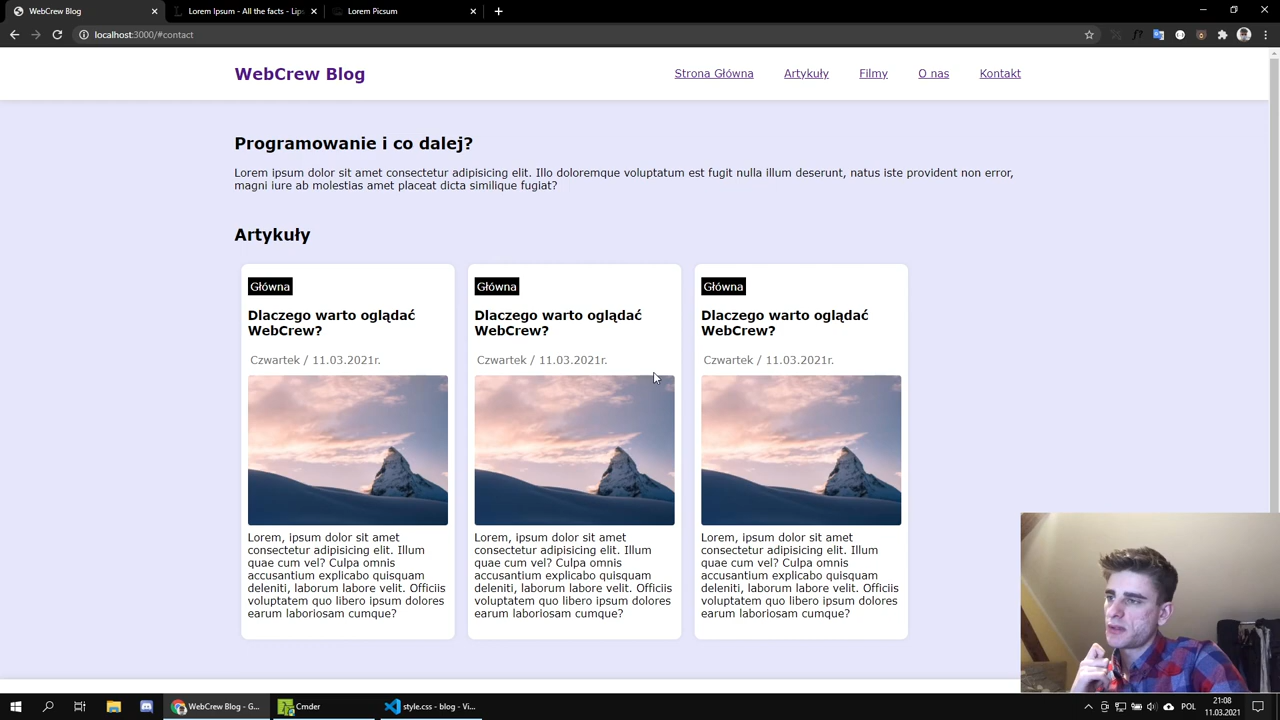 WebCrew Blog
Lorem Ipsum - All the facts - Lips
Lorem Picsum
localhost:3000/#contact
WebCrew Blog
Strona Główna
Artykuły
Filmy
O nas
Kontakt
Programowanie i co dalej?
Lorem ipsum dolor sit amet consectetur adipisicing elit. Illo doloremque voluptatum est fugit nulla illum deserunt, natus iste provident non error,
magni iure ab molestias amet placeat dicta similique fugiat?
Artykuły
Główna
Dlaczego warto oglądać
WebCrew?
Czwartek / 11.03.2021r.
Lorem, ipsum dolor sit amet
consectetur adipisicing elit. Illum
quae cum vel? Culpa omnis
accusantium explicabo quisquam
deleniti, laborum labore velit. Officiis
voluptatem quo libero ipsum dolores
earum laboriosam cumque?
Główna
Dlaczego warto oglądać
WebCrew?
Czwartek / 11.03.2021r.
Lorem, ipsum dolor sit amet
consectetur adipisicing elit. Illum
quae cum vel? Culpa omnis
accusantium explicabo quisquam
deleniti, laborum labore velit. Officiis
voluptatem quo libero ipsum dolores
earum laboriosam cumque?
Główna
Dlaczego warto oglądać
WebCrew?
Czwartek / 11.03.2021r.
Lorem, ipsum dolor sit amet
consectetur adipisicing elit. Illum
quae cum vel? Culpa omnis
accusantium explicabo quisquam
deleniti, laborum labore velit. Officiis
voluptatem quo libero ipsum dolores
earum laboriosam cumque?
WebCrew Blog - G...
Cmder
style.css - blog - Vi...
POL
21:08
11.03.2021